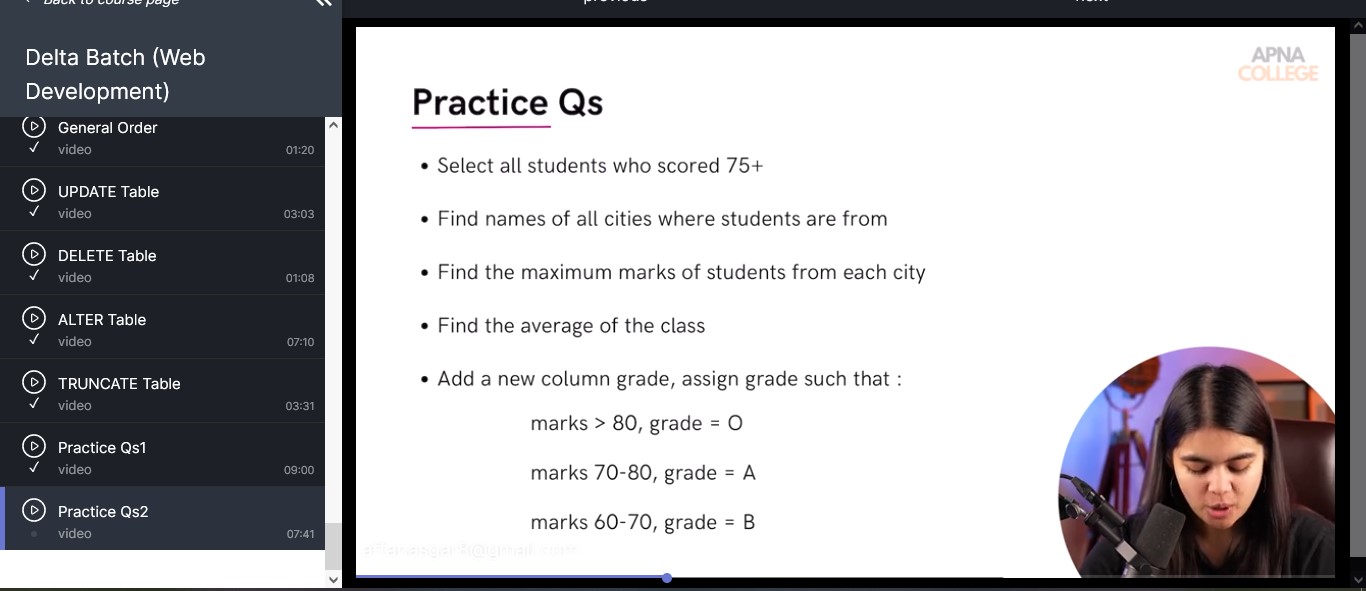 Back to course page
previous
next
Delta Batch (Web
Development)
General Order
video 01:20
UPDATE Table
video 03:03
DELETE Table
video 01:08
ALTER Table
video 07:10
TRUNCATE Table
video 03:31
Practice Qs1
video 09:00
Practice Qs2
video 07:41
APNA
COLLEGE
Practice Qs
• Select all students who scored 75+
• Find names of all cities where students are from
• Find the maximum marks of students from each city
• Find the average of the class
• Add a new column grade, assign grade such that :
marks > 80, grade = O
marks 70-80, grade = A
marks 60-70, grade = B